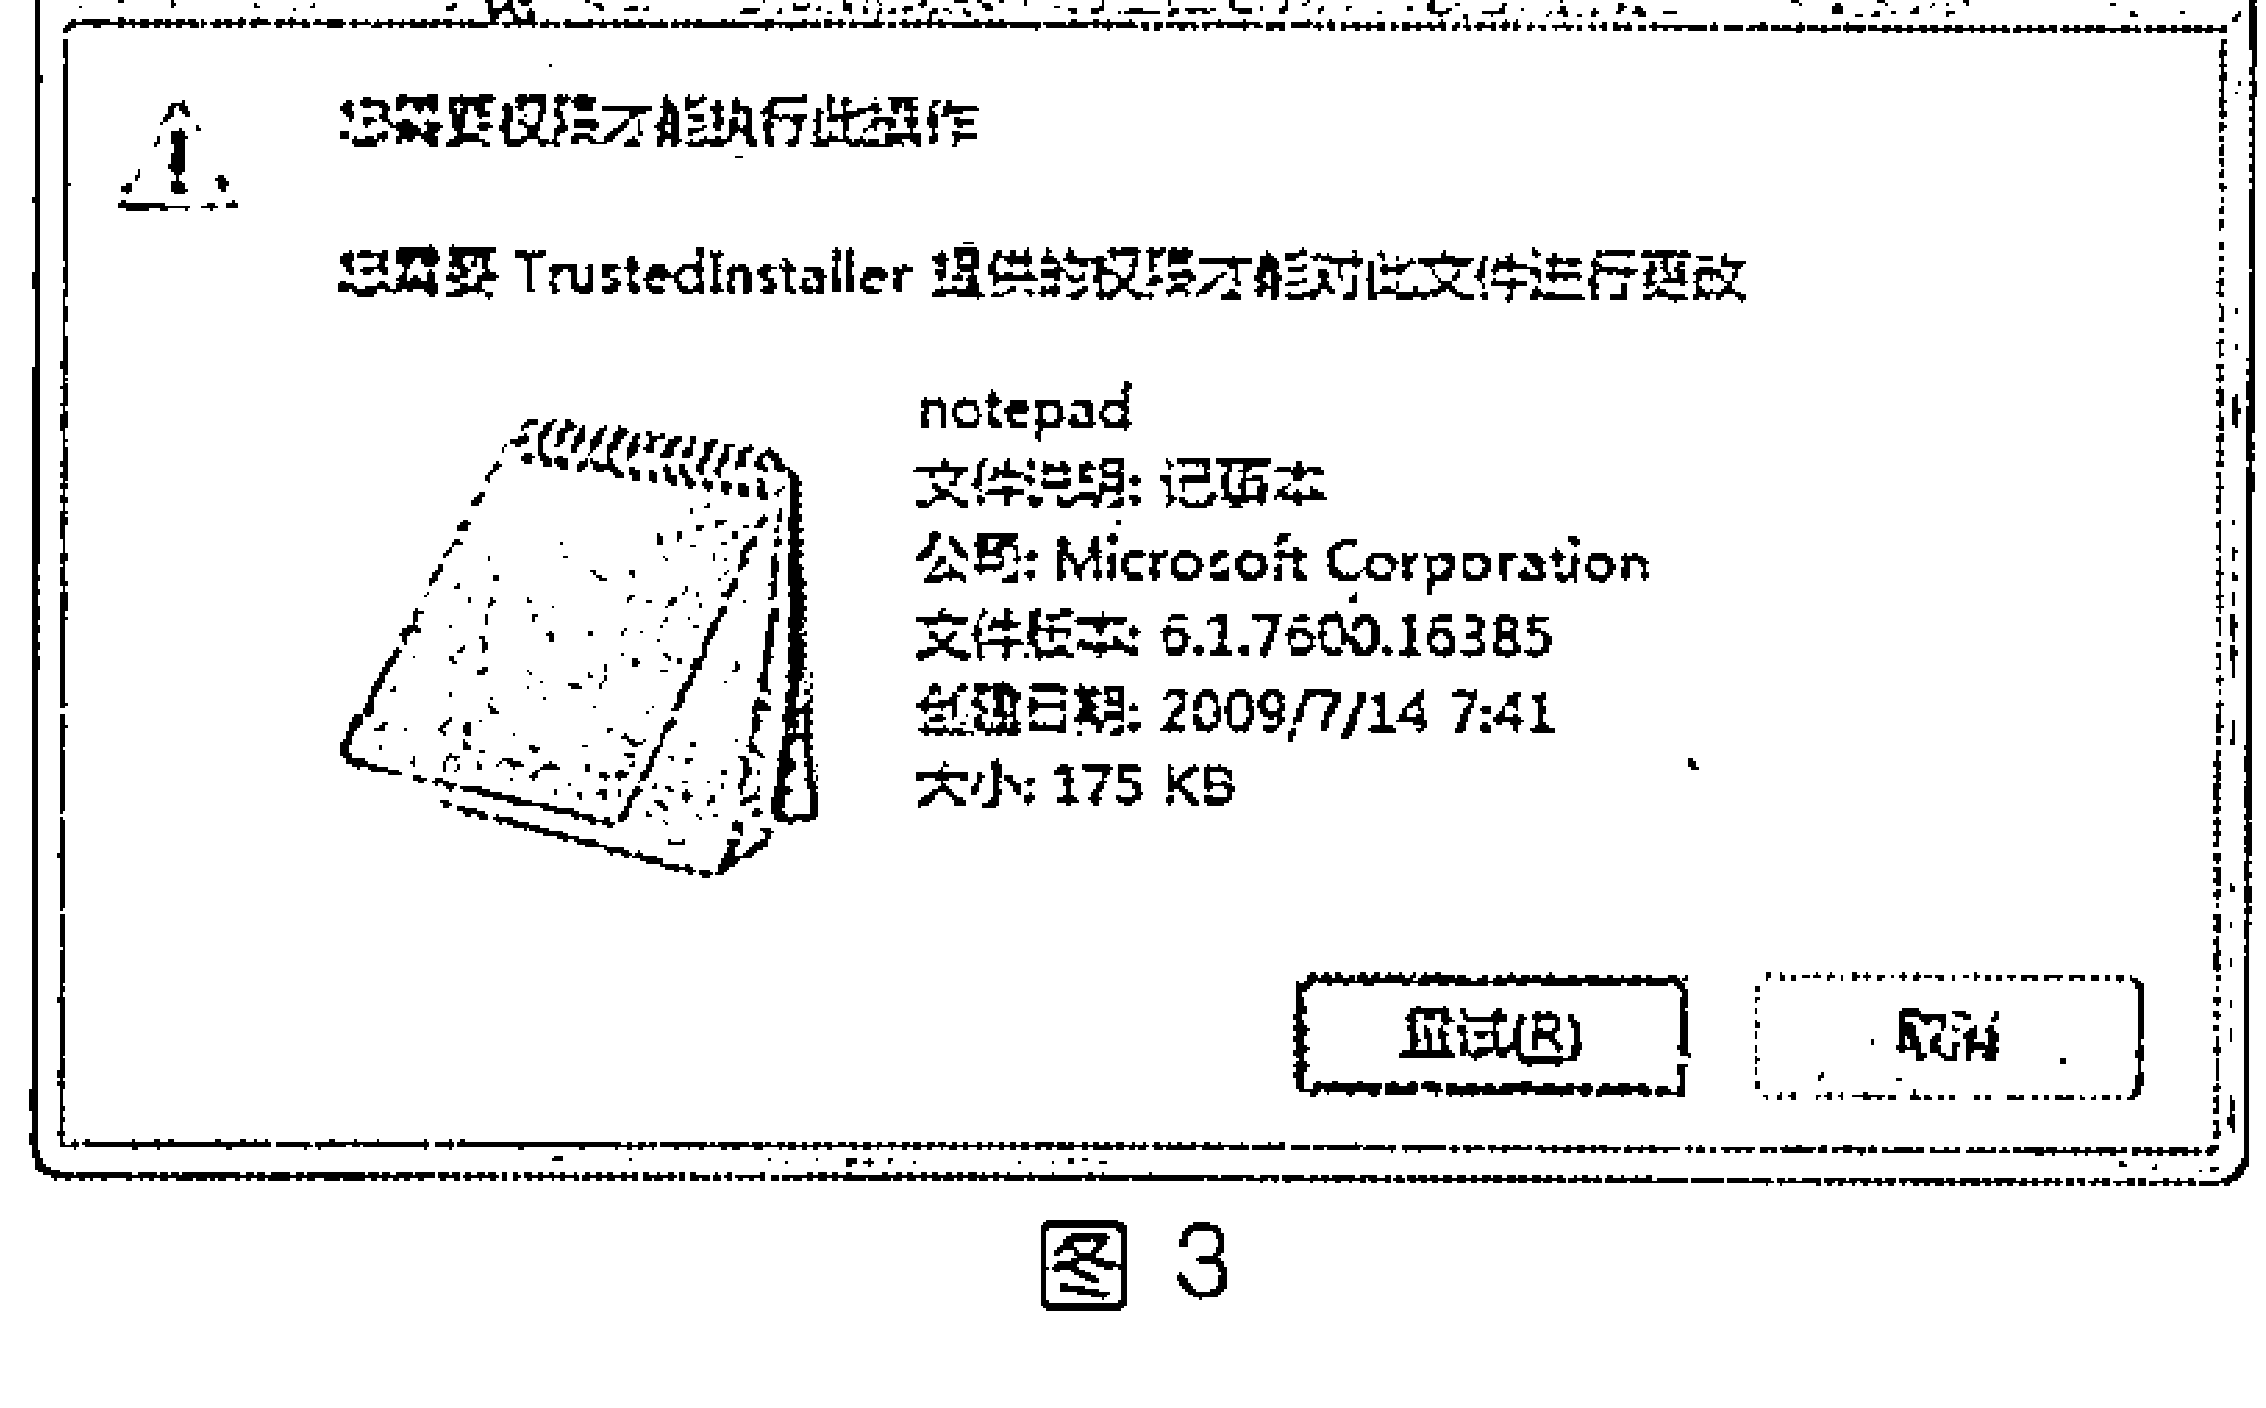 您需要权限才能执行此操作
您需要 TrustedInstaller 提供的权限才能对此文件进行更改
notepad
文件说明: 记事本
公司: Microsoft Corporation
文件版本: 6.1.7600.16385
创建日期: 2009/7/14 7:41
大小: 175 KB
重试(R)
取消
图 3